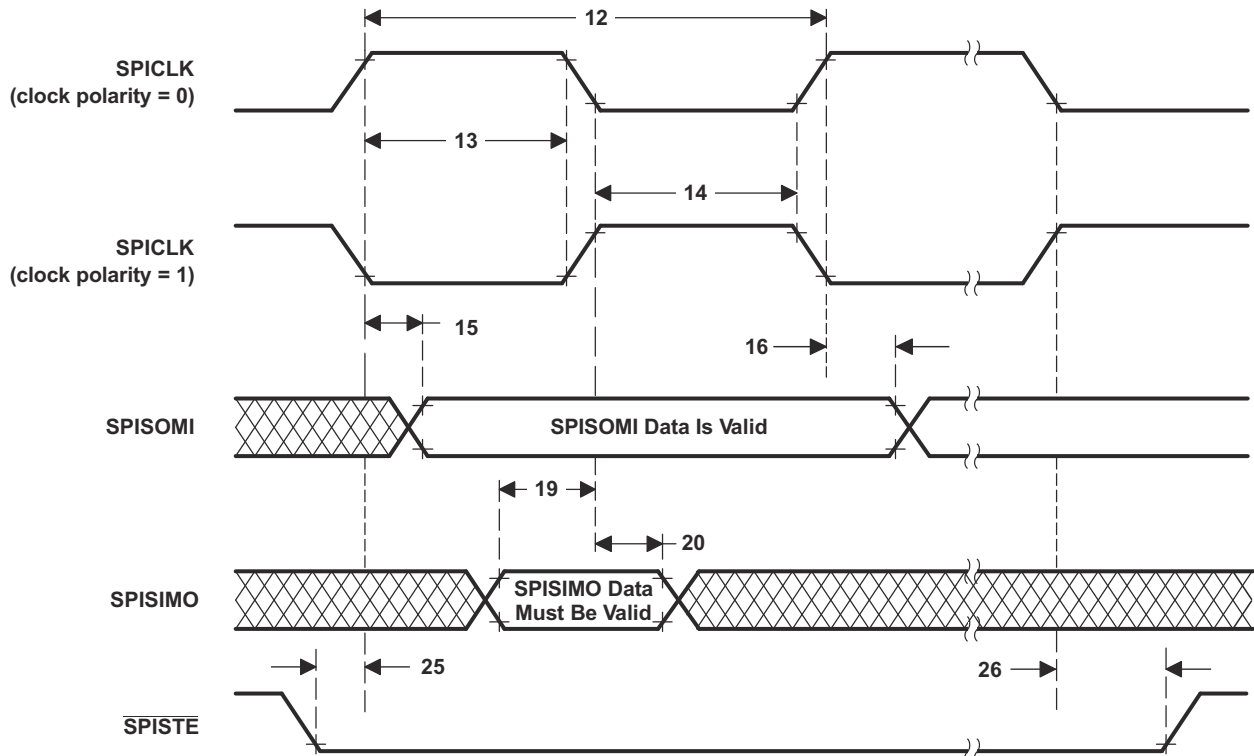 12
SPICLK
(clock polarity = 0)
13
14
SPICLK
(clock polarity = 1)
15
16
SPISOMI
SPISOMI Data Is Valid
19
20
SPISIMO
SPISIMO Data
Must Be Valid
25
26
SPISTE